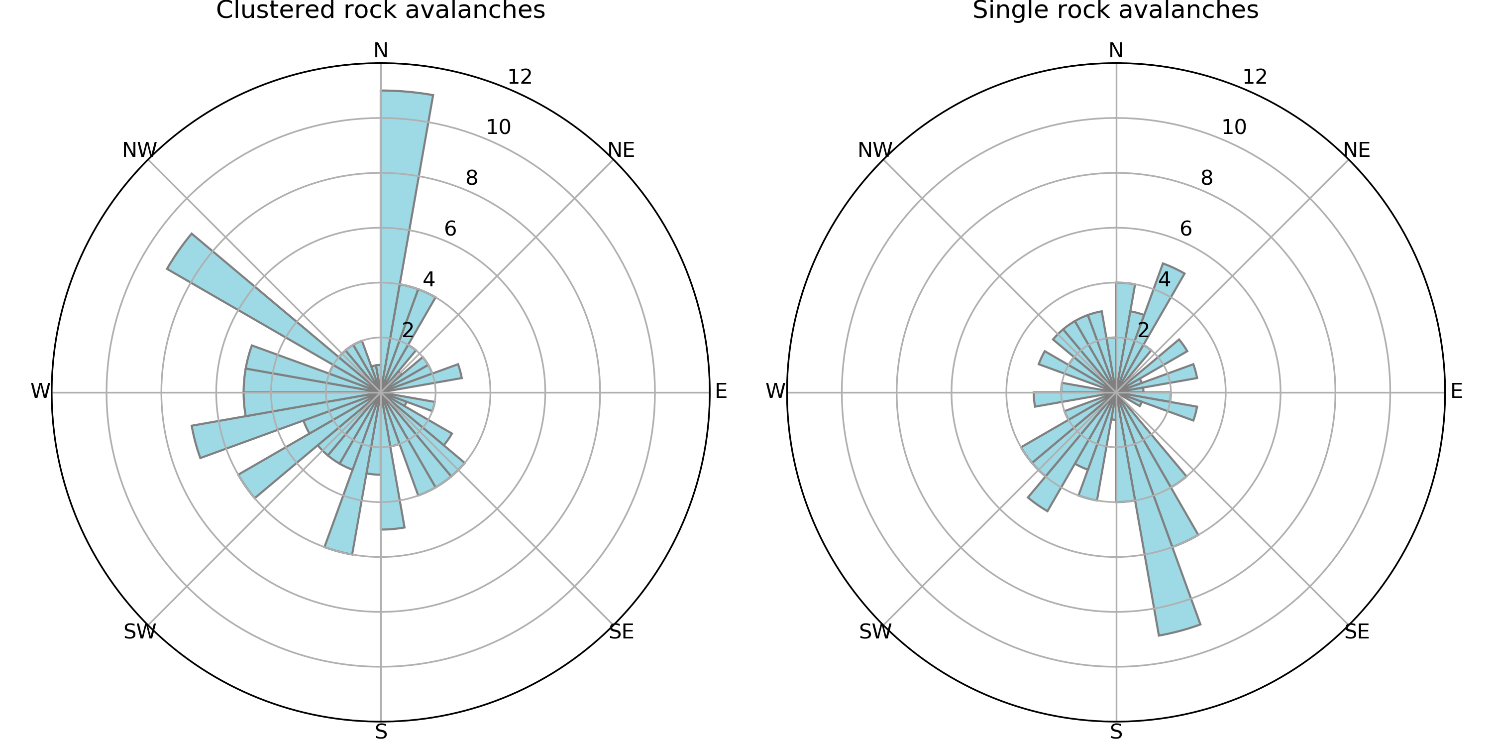 Clustered rock avalanches
N
12
10
NW
NE
8
6
4
2
W
E
SW
SE
S
Single rock avalanches
N
12
10
NW
NE
8
6
4
2
W
E
SW
SE
S